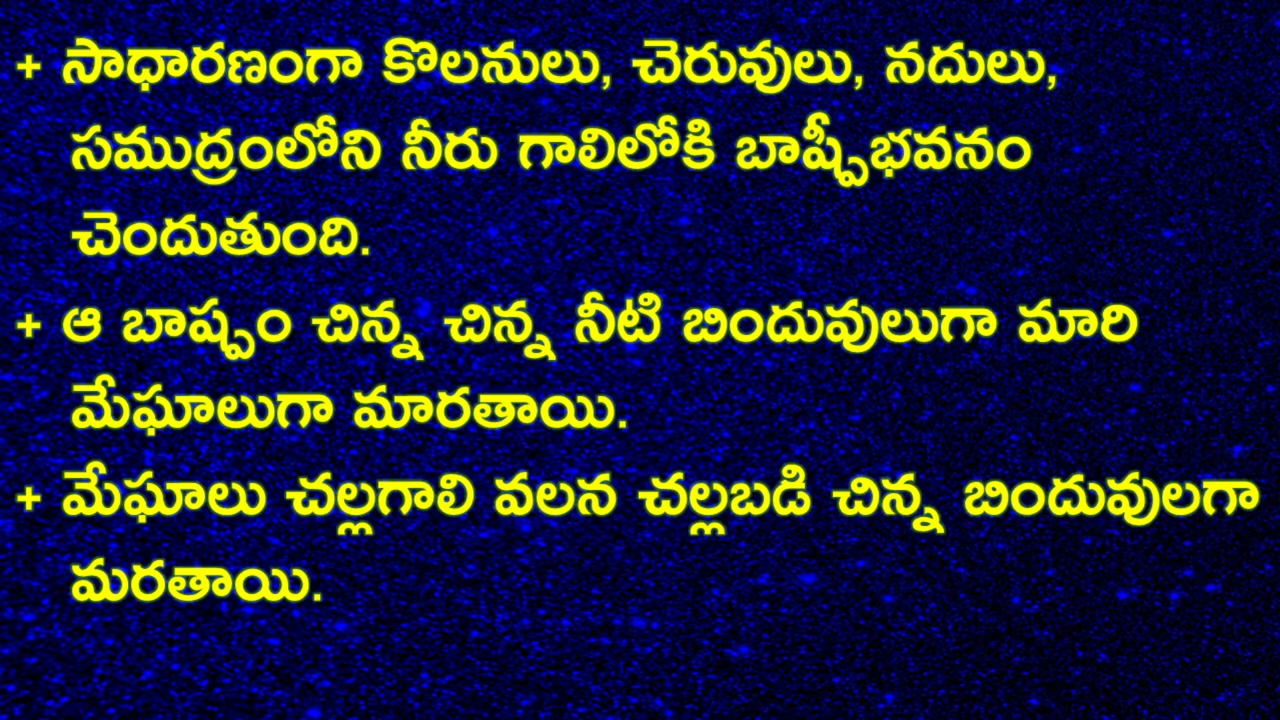 + సాధారణంగా కొలనులు, చెరువులు, నదులు,
సముద్రంలోని నీరు గాలిలోకి బాష్పీభవనం
చెందుతుంది.
+ ఆ బాష్పం చిన్న చిన్న నీటి బిందువులుగా మారి
మేఘాలుగా మారతాయి.
+ మేఘాలు చల్లగాలి వలన చల్లబడి చిన్న బిందువులగా
మరతాయి.